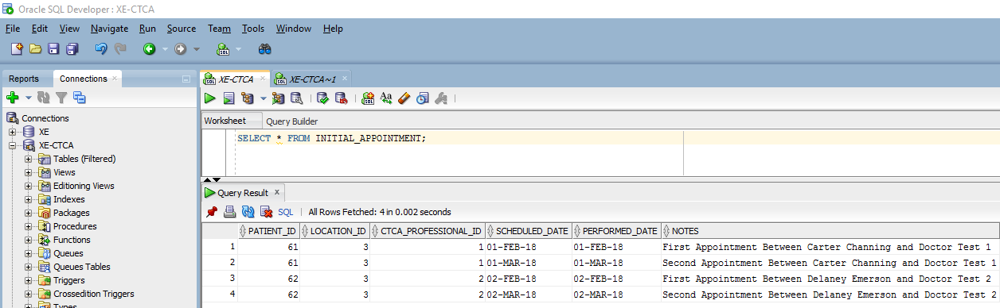 Oracle SQL Developer : XE-CTCA
File Edit View Navigate Run Source Team Tools Window Help
Reports Connections XE-CTCA XE-CTCA~1
Connections
XE
XE-CTCA
Tables (Filtered)
Views
Editioning Views
Indexes
Packages
Procedures
Functions
Queues
Queues Tables
Triggers
Crossedition Triggers
Types
Worksheet Query Builder
SELECT * FROM INITIAL_APPOINTMENT;
Query Result x
SQL | All Rows Fetched: 4 in 0.002 seconds
PATIENT_ID LOCATION_ID CTCA_PROFESSIONAL_ID SCHEDULED_DATE PERFORMED_DATE NOTES
1 61 3 1 01-FEB-18 01-FEB-18 First Appointment Between Carter Channing and Doctor Test 1
2 61 3 1 01-MAR-18 01-MAR-18 Second Appointment Between Carter Channing and Doctor Test 1
3 62 3 2 02-FEB-18 02-FEB-18 First Appointment Between Delaney Emerson and Doctor Test 2
4 62 3 2 02-MAR-18 02-MAR-18 Second Appointment Between Delaney Emerson and Doctor Test 2